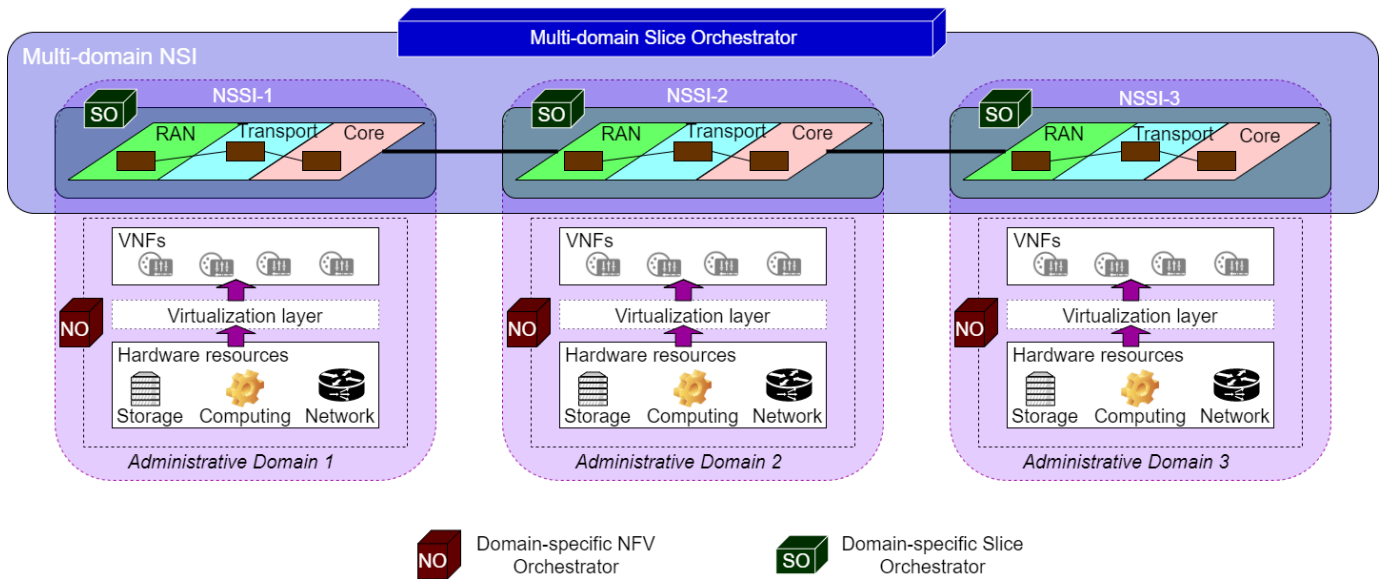 Multi-domain Slice Orchestrator
Multi-domain NSI
NSSI-1
SO
RAN
Transport
Core
NSSI-2
SO
RAN
Transport
Core
NSSI-3
SO
RAN
Transport
Core
VNFs
NO
Virtualization layer
Hardware resources
Storage
Computing
Network
Administrative Domain 1
VNFs
NO
Virtualization layer
Hardware resources
Storage
Computing
Network
Administrative Domain 2
VNFs
NO
Virtualization layer
Hardware resources
Storage
Computing
Network
Administrative Domain 3
NO
Domain-specific NFV
Orchestrator
SO
Domain-specific Slice
Orchestrator